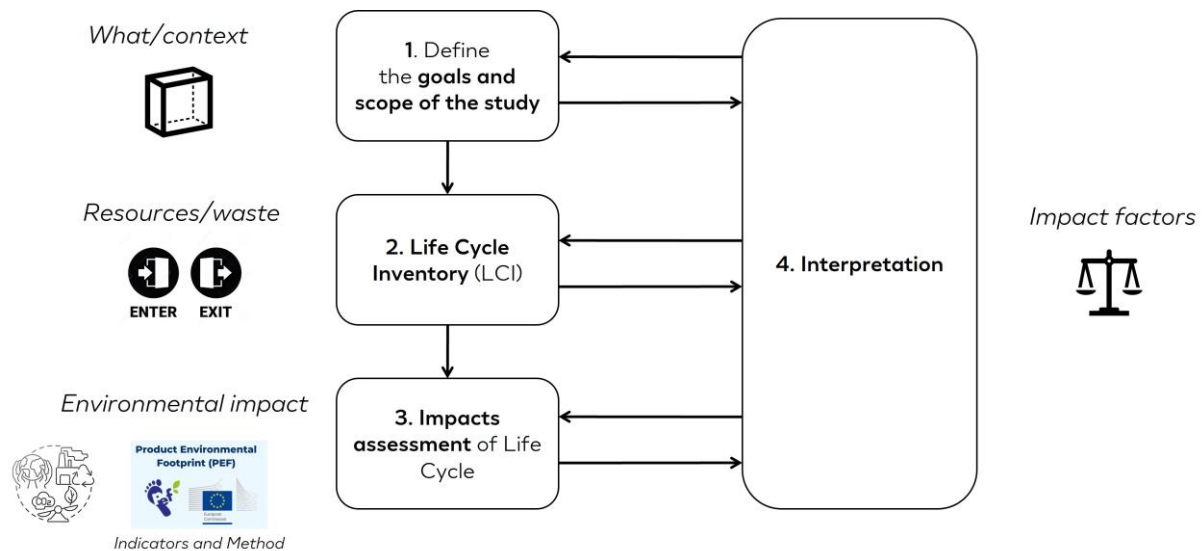 What/context
1. Define
the goals and
scope of the study
Resources/waste
ENTER EXIT
2. Life Cycle
Inventory (LCI)
4. Interpretation
Impact factors
Environmental impact
Product Environmental
Footprint (PEF)
Indicators and Method
3. Impacts
assessment of Life
Cycle